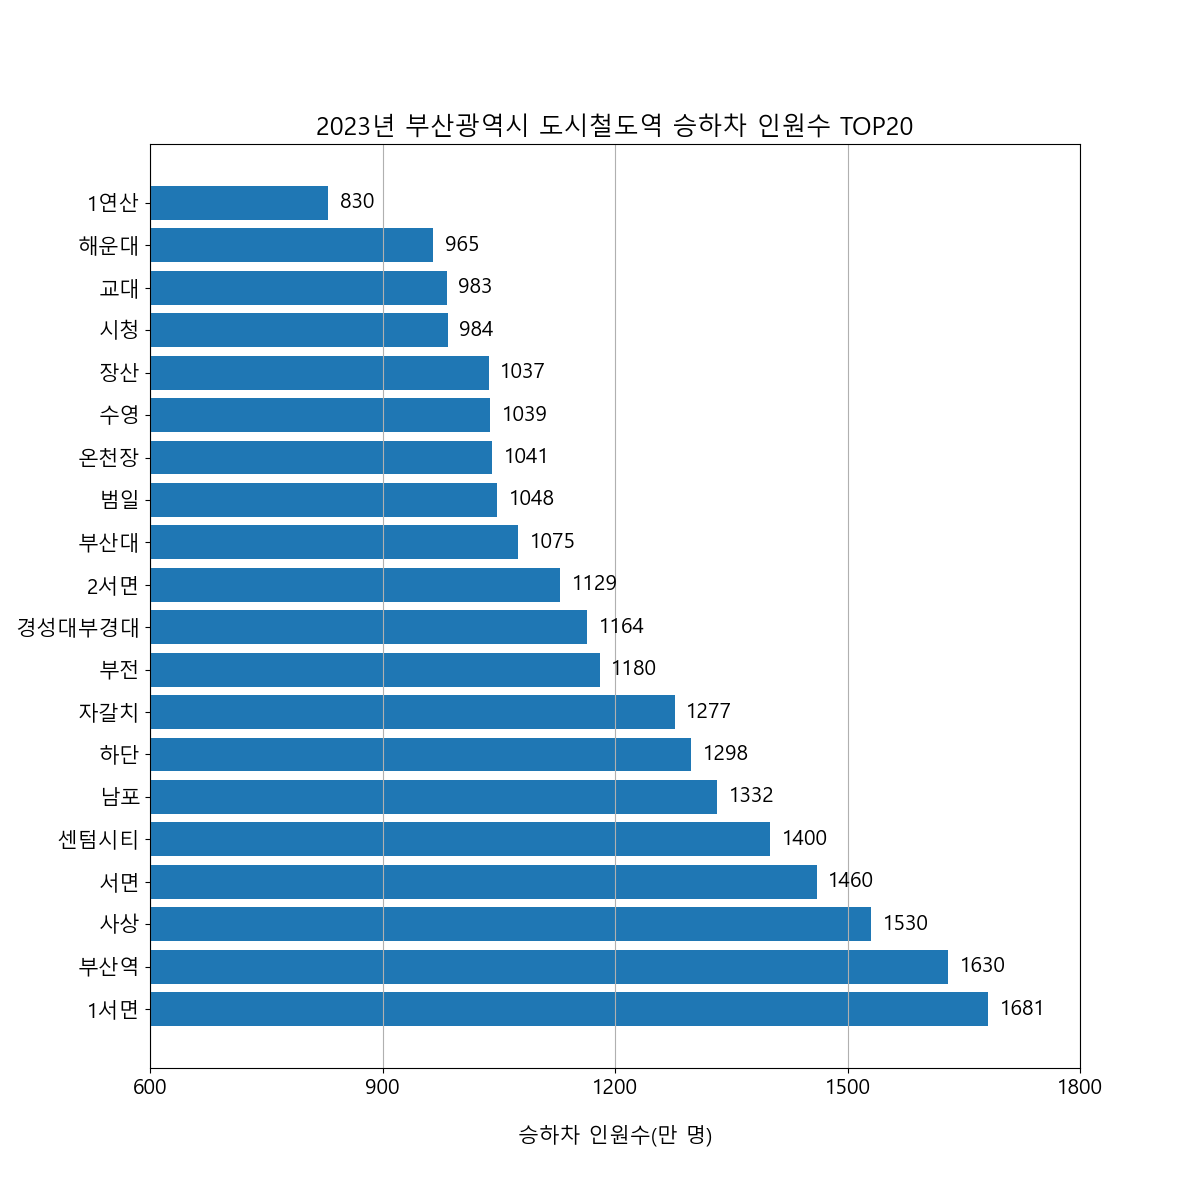 2023년 부산광역시 도시철도역 승하차 인원수 TOP20
1연산 830
해운대 965
교대 983
시청 984
장산 1037
수영 1039
온천장 1041
범일 1048
부산대 1075
2서면 1129
경성대부경대 1164
부전 1180
자갈치 1277
하단 1298
남포 1332
센텀시티 1400
서면 1460
사상 1530
부산역 1630
1서면 1681
600 900 1200 1500 1800
승하차 인원수(만 명)